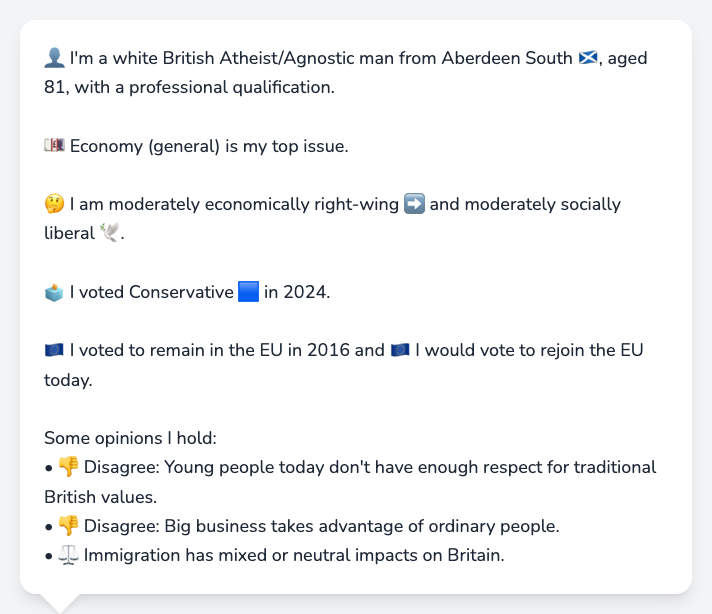 👤 I'm a white British Atheist/Agnostic man from Aberdeen South 🏴󠁧󠁢󠁳󠁣󠁴󠁿, aged
81, with a professional qualification.
💷 Economy (general) is my top issue.
🤔 I am moderately economically right-wing ➡️ and moderately socially
liberal 🕊️.
🗳️ I voted Conservative 🟦 in 2024.
🇪🇺 I voted to remain in the EU in 2016 and 🇪🇺 I would vote to rejoin the EU
today.
Some opinions I hold:
• 👎 Disagree: Young people today don't have enough respect for traditional
British values.
• 👎 Disagree: Big business takes advantage of ordinary people.
• ⚖️ Immigration has mixed or neutral impacts on Britain.